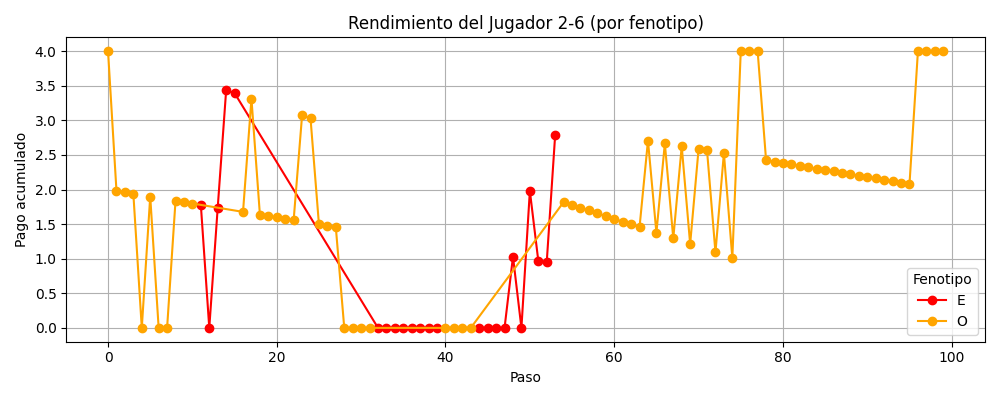 Rendimiento del Jugador 2-6 (por fenotipo)
Pago acumulado
4.0
3.5
3.0
2.5
2.0
1.5
1.0
0.5
0.0
Fenotipo
E
O
0 20 40 60 80 100
Paso